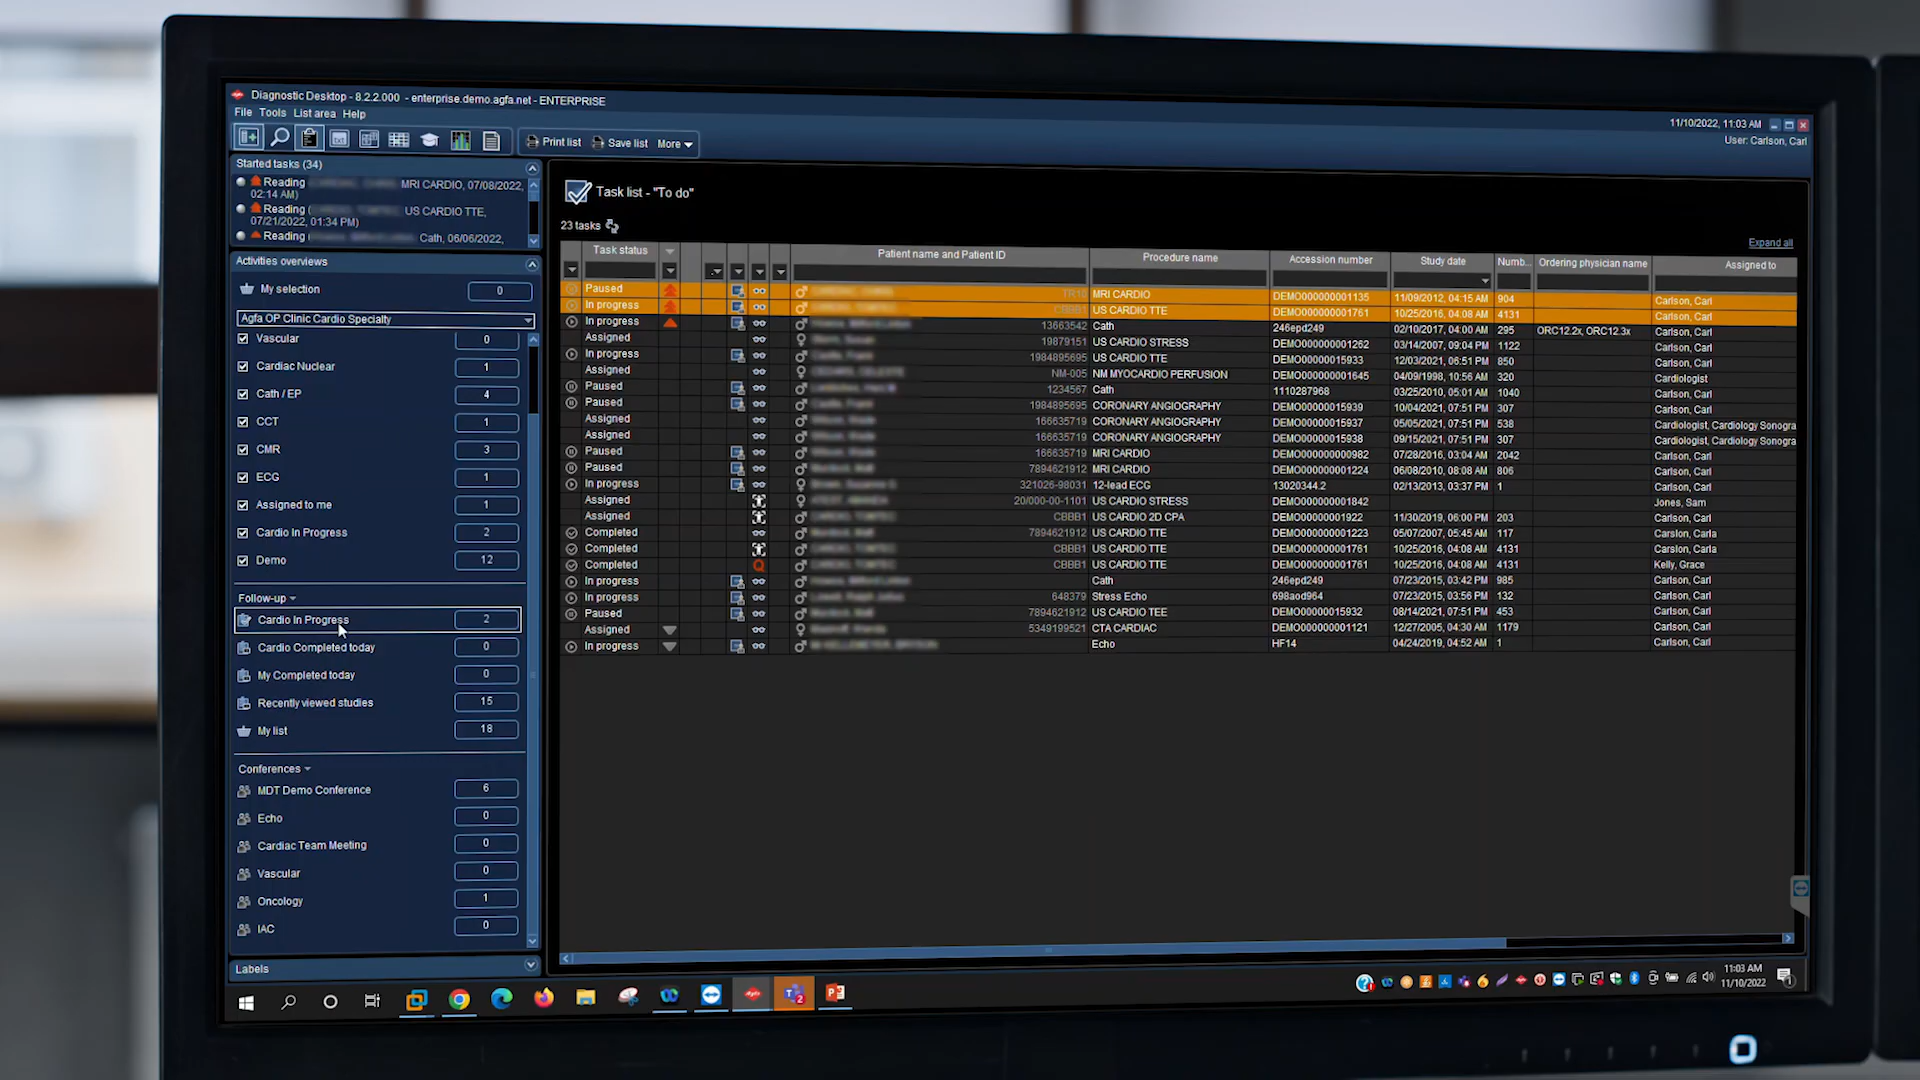 Diagnostic Desktop - 8.2.2.000 - enterprise.demo.agfa.net - ENTERPRISE
File Tools List area Help
11/10/2022, 11:03 AM
User: Carlson, Carl
Print list Save list More
Started tasks (34)
Reading MRI CARDIO, 07/08/2022,
02:14 AM)
Reading ( US CARDIO TTE,
07/21/2022, 01:34 PM)
Reading ( Cath, 06/06/2022,
Activities overviews
My selection 0
Agfa OP Clinic Cardio Specialty
Vascular 0
Cardiac Nuclear 1
Cath / EP 4
CCT 1
CMR 3
ECG 1
Assigned to me 1
Cardio In Progress 2
Demo 12
Follow-up
Cardio In Progress 2
Cardio Completed today 0
My Completed today 0
Recently viewed studies 15
My list 18
Conferences
MDT Demo Conference 6
Echo 0
Cardiac Team Meeting 0
Vascular 0
Oncology 1
IAC 0
Labels
Task list - "To do"
23 tasks
Expand all
Task status Patient name and Patient ID Procedure name Accession number Study date Numb... Ordering physician name Assigned to
Paused MRI CARDIO DEMO000000001135 11/09/2012, 04:15 AM 904 Carlson, Carl
In progress CBBB1 US CARDIO TTE DEMO000000001761 10/25/2016, 04:08 AM 4131 Carlson, Carl
In progress 13663542 Cath 246epd249 02/10/2017, 04:00 AM 295 ORC12.2x, ORC12.3x Carlson, Carl
Assigned 19879151 US CARDIO STRESS DEMO000000001262 03/14/2007, 09:04 PM 1122 Carlson, Carl
In progress 1984895695 US CARDIO TTE DEMO00000015933 12/03/2021, 06:51 PM 850 Carlson, Carl
Assigned NM-005 NM MYOCARDIO PERFUSION DEMO000000001645 04/09/1998, 10:56 AM 320 Cardiologist
Paused 1234567 Cath 1110287968 03/25/2010, 05:01 AM 1040 Carlson, Carl
Paused 1984895695 CORONARY ANGIOGRAPHY DEMO00000015939 10/04/2021, 07:51 PM 307 Carlson, Carl
Assigned 166635719 CORONARY ANGIOGRAPHY DEMO00000015937 05/05/2021, 07:51 PM 538 Cardiologist, Cardiology Sonogra
Assigned 166635719 CORONARY ANGIOGRAPHY DEMO00000015938 09/15/2021, 07:51 PM 307 Cardiologist, Cardiology Sonogra
Paused 166635719 MRI CARDIO DEMO000000000982 07/28/2016, 03:04 AM 2042 Carlson, Carl
Paused 7894621912 MRI CARDIO DEMO000000001224 06/08/2010, 08:08 AM 806 Carlson, Carl
In progress 321026-98031 12-lead ECG 13020344.2 02/13/2013, 03:37 PM 1 Carlson, Carl
Assigned 20/000-00-1101 US CARDIO STRESS DEMO000000001842 Jones, Sam
Assigned CBBB1 US CARDIO 2D CPA DEMO000000001922 11/30/2019, 06:00 PM 203 Carlson, Carl
Completed 7894621912 US CARDIO TTE DEMO000000001223 05/07/2007, 05:45 AM 117 Carslon, Carla
Completed CBBB1 US CARDIO TTE DEMO000000001761 10/25/2016, 04:08 AM 4131 Carslon, Carla
Completed CBBB1 US CARDIO TTE DEMO000000001761 10/25/2016, 04:08 AM 4131 Kelly, Grace
In progress Cath 246epd249 07/23/2015, 03:42 PM 985 Carlson, Carl
In progress 648379 Stress Echo 698aod964 07/23/2015, 03:56 PM 132 Carlson, Carl
Paused 7894621912 US CARDIO TEE DEMO00000015932 08/14/2021, 07:51 PM 453 Carlson, Carl
Assigned 5349199521 CTA CARDIAC DEMO000000001121 12/27/2005, 04:30 AM 1179 Carlson, Carl
In progress Echo HF14 04/24/2019, 04:52 AM 1 Carlson, Carl
11:03 AM
11/10/2022